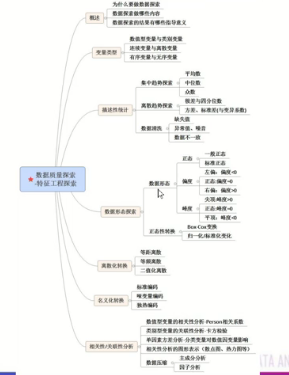 为什么要做数据探索
概述
数据探索做哪些内容
数据探索的结果有哪些指导意义
数值型变量与类别变量
变量类型
连续变量与离散变量
有序变量与无序变量
平均数
集中趋势探索
中位数
众数
描述性统计
离散趋势探索
极差与四分位数
方差、标准差(与变异系数)
缺失值
数据清洗
异常值、噪音
数据不一致
★ 数据质量探索
-特征工程探索
正态
一般正态
标准正态
左偏：偏度<0
数据形态
偏度
正态:偏度=0
右偏：偏度>0
数据形态探索
尖顶:峰度>0
峰度
正态:峰度=0
平顶：峰度<0
正态性转换
Box-Cox变换
归一化/标准化变化
等距离散
离散化转换
等频离散
二值化离散
标准编码
名义化转换
哑变量编码
独热编码
数值型变量的相关性分析-Person相关系数
类别型变量的关联性分析-卡方检验
相关性/关联性分析
单因素方差分析-分类变量对数值因变量影响
相关性分析的图形表示（散点图、热力图等）
数据压缩
主成分分析
因子分析